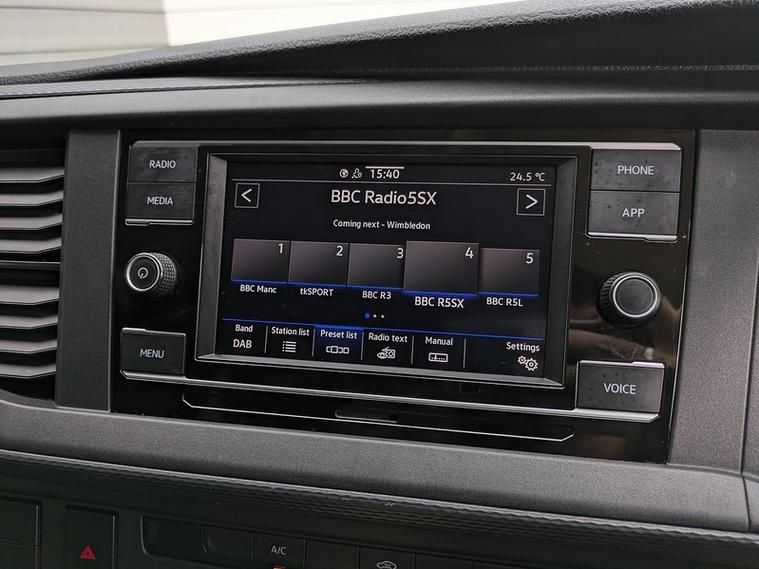 RADIO
MEDIA
MENU
15:40
24.5 °C
<
BBC Radio5SX
>
Coming next - Wimbledon
1
2
3
4
5
BBC Manc
tkSPORT
BBC R3
BBC R5SX
BBC R5L
Band
DAB
Station list
Preset list
Radio text
Manual
Settings
PHONE
APP
VOICE
A/C